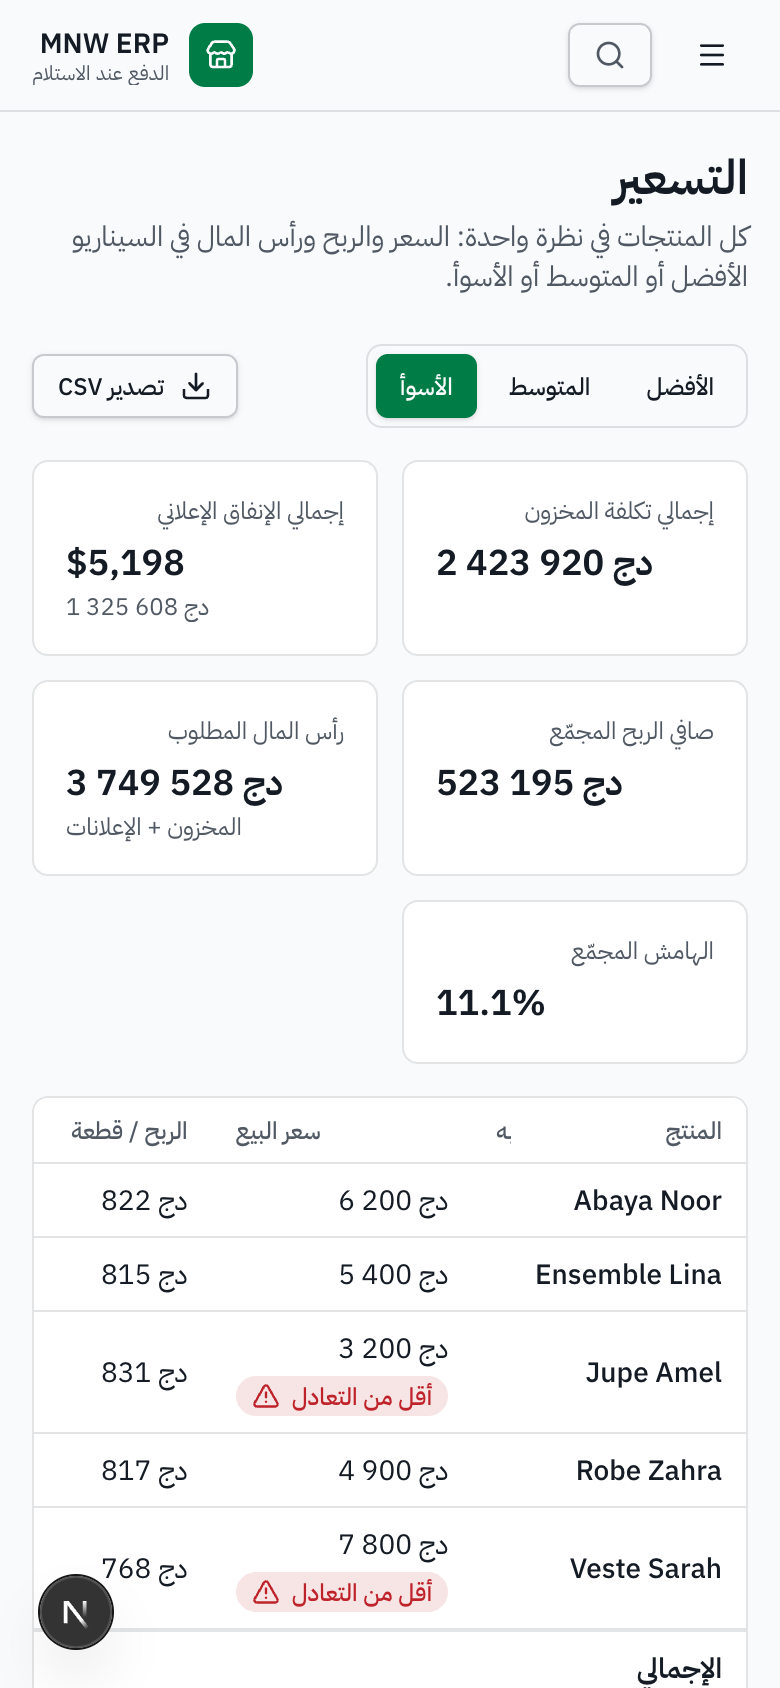 MNW ERP
الدفع عند الاستلام
التسعير
كل المنتجات في نظرة واحدة: السعر والربح ورأس المال في السيناريو
الأفضل أو المتوسط أو الأسوأ.
الأفضل
المتوسط
الأسوأ
تصدير CSV
إجمالي تكلفة المخزون
2 423 920 دج
إجمالي الإنفاق الإعلاني
$5,198
1 325 608 دج
صافي الربح المجمّع
523 195 دج
رأس المال المطلوب
3 749 528 دج
المخزون + الإعلانات
الهامش المجمّع
11.1%
المنتج سعر البيع الربح / قطعة
Abaya Noor 6 200 دج 822 دج
Ensemble Lina 5 400 دج 815 دج
Jupe Amel 3 200 دج 831 دج
أقل من التعادل
Robe Zahra 4 900 دج 817 دج
Veste Sarah 7 800 دج 768 دج
أقل من التعادل
N
الإجمالي